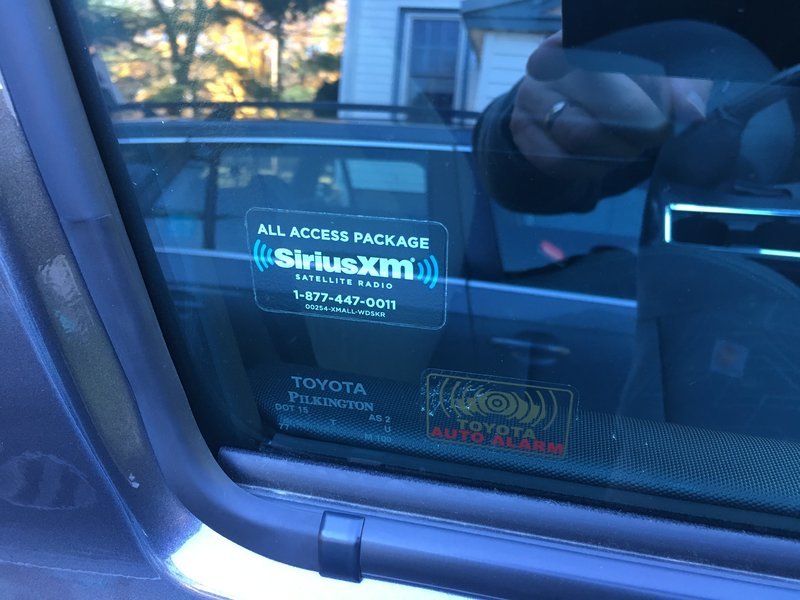 ALL ACCESS PACKAGE
SiriusXm
SATELLITE RADIO
1-877-447-0011
00254-XMALL-WDSKR
TOYOTA
PILKINGTON
DOT 15 AS 2
77 T U
M 100
TOYOTA
AUTO ALARM